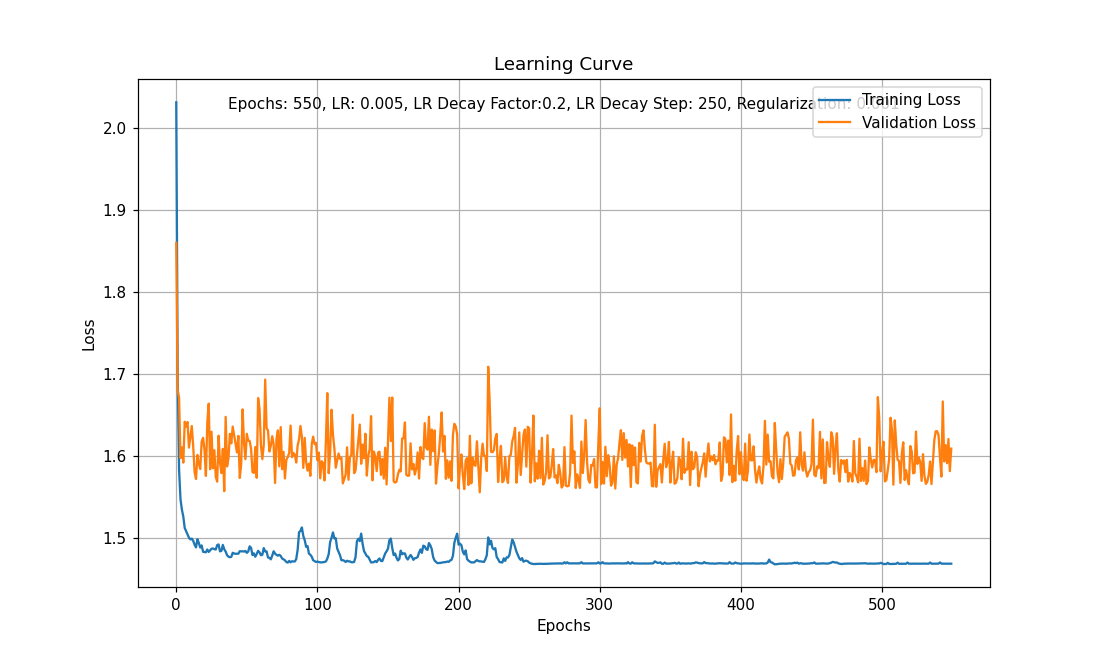 Learning Curve
Epochs: 550, LR: 0.005, LR Decay Factor:0.2, LR Decay Step: 250, Regularization: 0.001
Training Loss
Validation Loss
2.0
1.9
1.8
1.7
1.6
1.5
Loss
0 100 200 300 400 500
Epochs